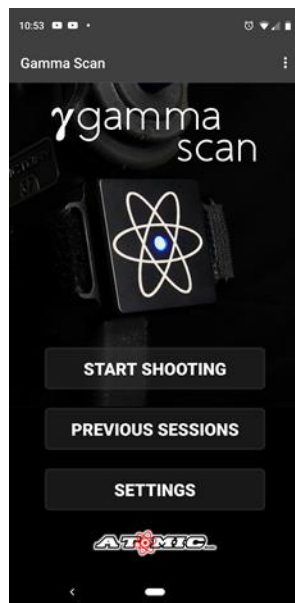 10:53
Gamma Scan
γgamma
scan
START SHOOTING
PREVIOUS SESSIONS
SETTINGS
ATOMIC